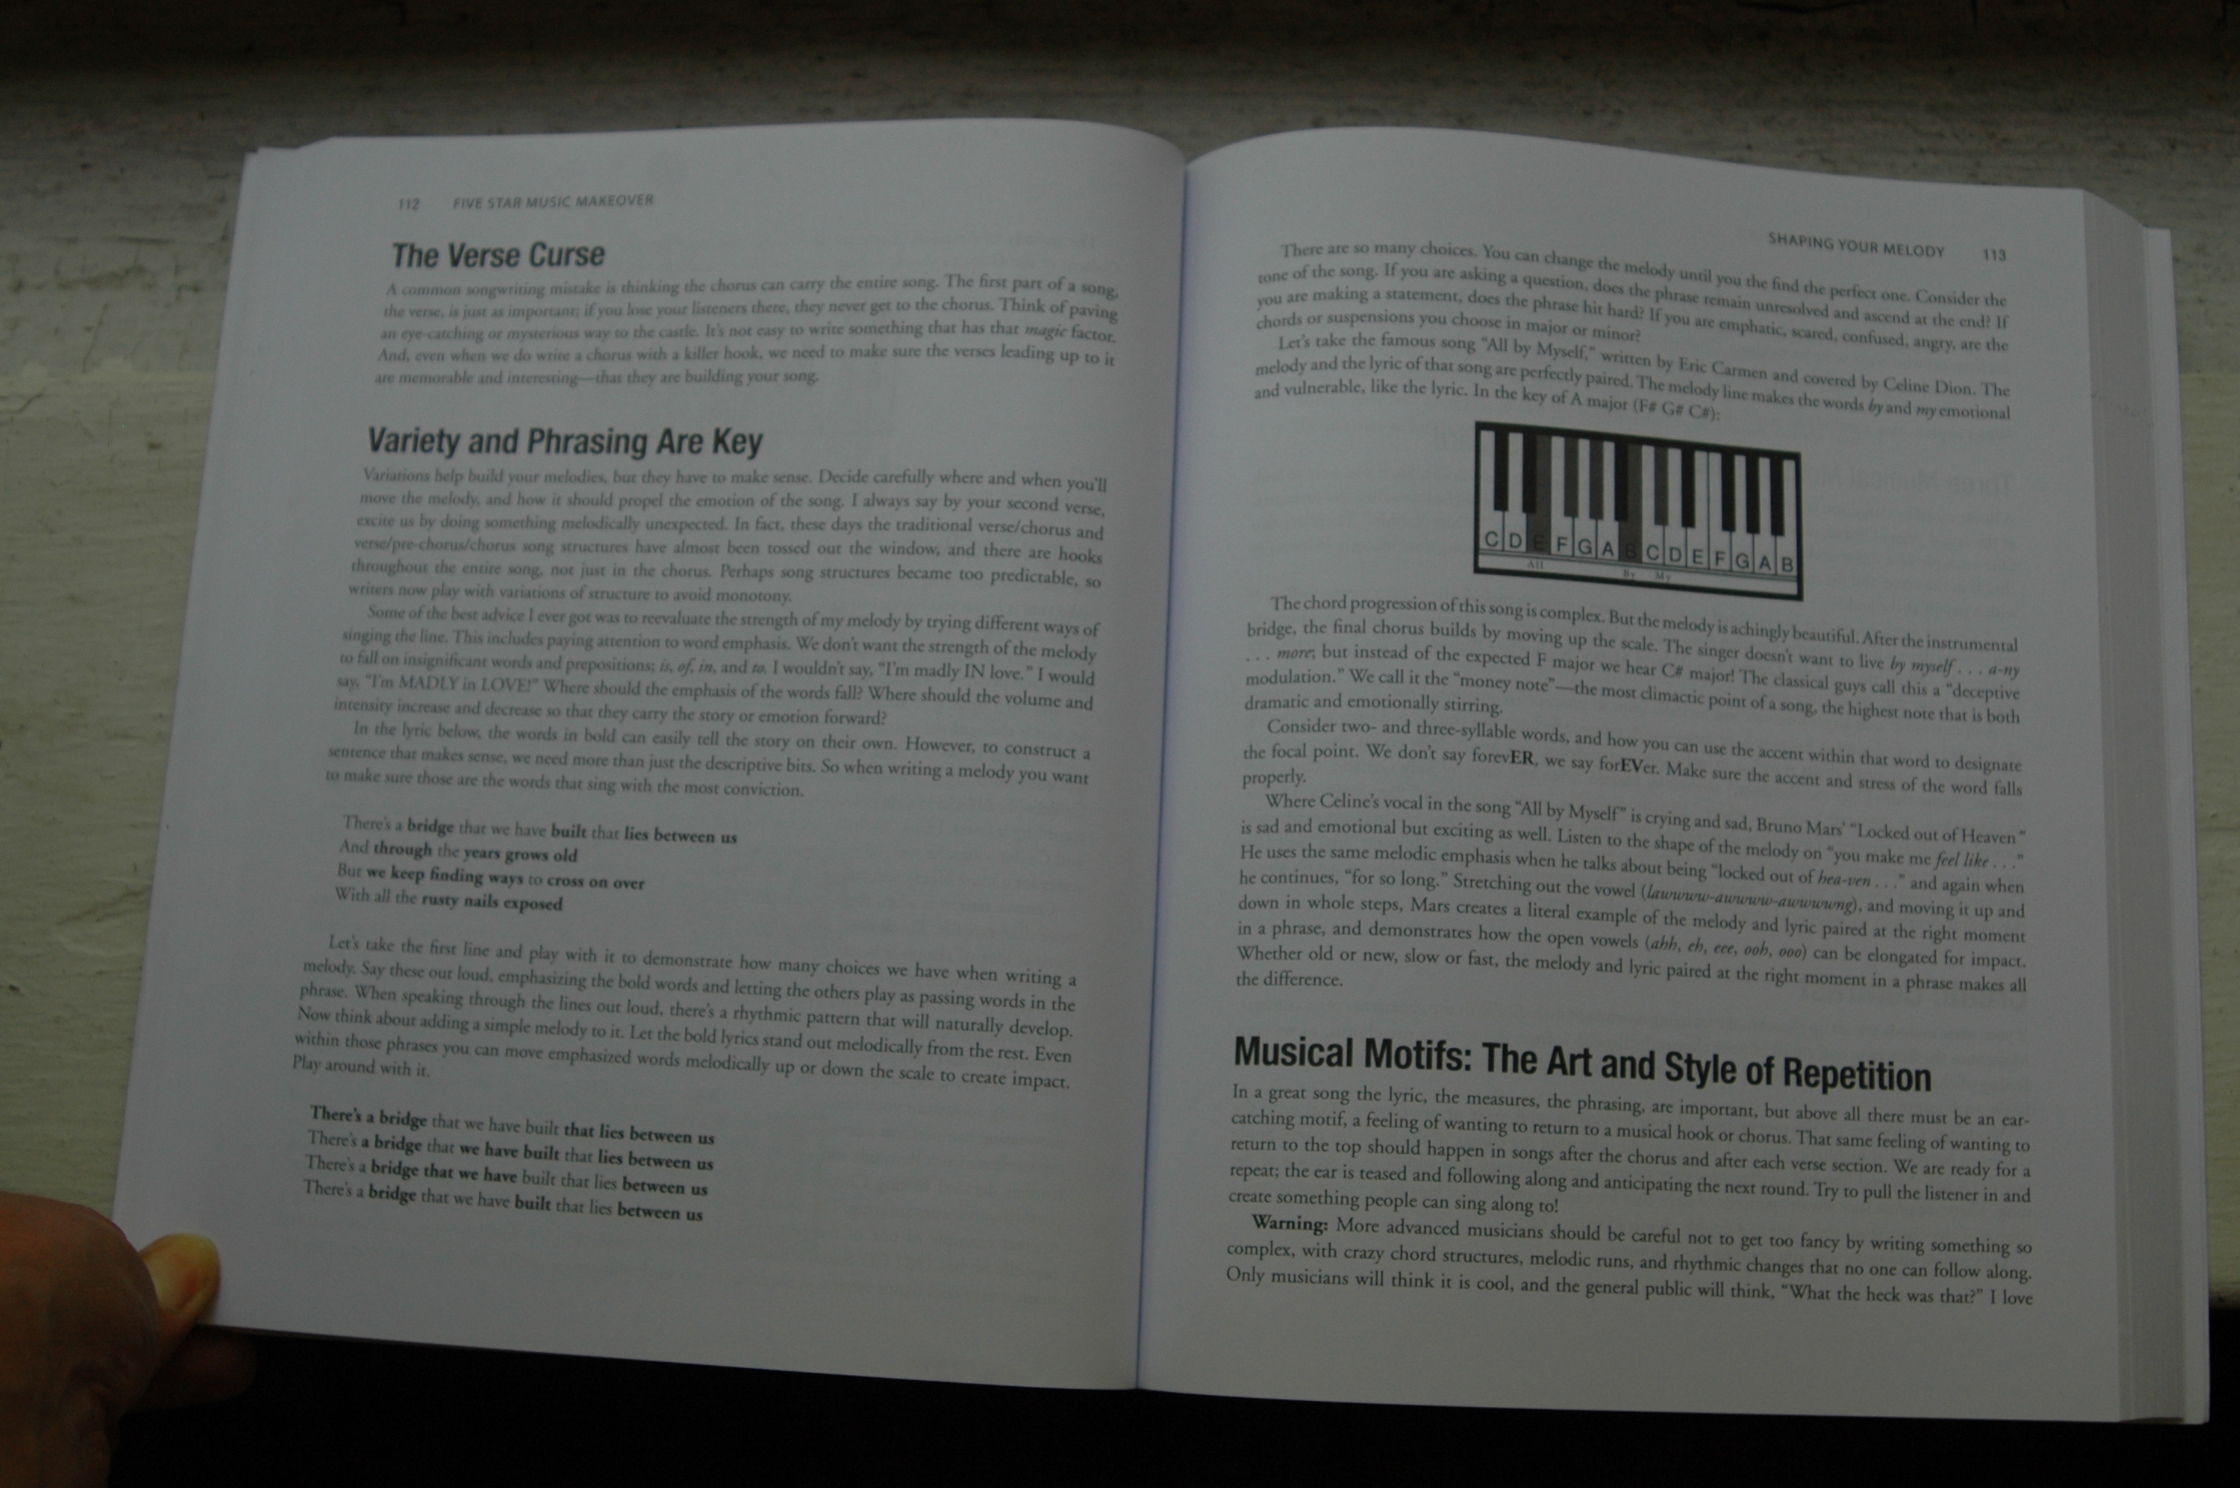 112 FIVE STAR MUSIC MAKEOVER
The Verse Curse
A common songwriting mistake is thinking the chorus can carry the entire song. The first part of a song,
the verse, is just as important; if you lose your listeners there, they never get to the chorus. Think of paving
an eye-catching or mysterious way to the castle. It's not easy to write something that has that magic factor.
And, even when we do write a chorus with a killer hook, we need to make sure the verses leading up to it
are memorable and interesting—that they are building your song.
Variety and Phrasing Are Key
Variations help build your melodies, but they have to make sense. Decide carefully where and when you'll
move the melody, and how it should propel the emotion of the song. I always say by your second verse,
excite us by doing something melodically unexpected. In fact, these days the traditional verse/chorus and
verse/pre-chorus/chorus song structures have almost been tossed out the window, and there are hooks
throughout the entire song, not just in the chorus. Perhaps song structures became too predictable, so
writers now play with variations of structure to avoid monotony.
Some of the best advice I ever got was to reevaluate the strength of my melody by trying different ways of
singing the line. This includes paying attention to word emphasis. We don't want the strength of the melody
to fall on insignificant words and prepositions; is, of, in, and to. I wouldn't say, "I'm madly IN love." I would
say, "I'm MADLY in LOVE!" Where should the emphasis of the words fall? Where should the volume and
intensity increase and decrease so that they carry the story or emotion forward?
In the lyric below, the words in bold can easily tell the story on their own. However, to construct a
sentence that makes sense, we need more than just the descriptive bits. So when writing a melody you want
to make sure those are the words that sing with the most conviction.
There's a bridge that we have built that lies between us
And through the years grows old
But we keep finding ways to cross on over
With all the rusty nails exposed
Let's take the first line and play with it to demonstrate how many choices we have when writing a
melody. Say these out loud, emphasizing the bold words and letting the others play as passing words in the
phrase. When speaking through the lines out loud, there's a rhythmic pattern that will naturally develop.
Now think about adding a simple melody to it. Let the bold lyrics stand out melodically from the rest. Even
within those phrases you can move emphasized words melodically up or down the scale to create impact.
Play around with it.
There's a bridge that we have built that lies between us
There's a bridge that we have built that lies between us
There's a bridge that we have built that lies between us
There's a bridge that we have built that lies between us
SHAPING YOUR MELODY 113
There are so many choices. You can change the melody until you the find the perfect one. Consider the
tone of the song. If you are asking a question, does the phrase remain unresolved and ascend at the end? If
you are making a statement, does the phrase hit hard? If you are emphatic, scared, confused, angry, are the
chords or suspensions you choose in major or minor?
Let's take the famous song "All by Myself," written by Eric Carmen and covered by Celine Dion. The
melody and the lyric of that song are perfectly paired. The melody line makes the words by and my emotional
and vulnerable, like the lyric. In the key of A major (F# G# C#):
C D E F G A B C D E F G A B
All By My
The chord progression of this song is complex. But the melody is achingly beautiful. After the instrumental
bridge, the final chorus builds by moving up the scale. The singer doesn't want to live by myself . . . a-ny
. . . more, but instead of the expected F major we hear C# major! The classical guys call this a "deceptive
modulation." We call it the "money note"—the most climactic point of a song, the highest note that is both
dramatic and emotionally stirring.
Consider two- and three-syllable words, and how you can use the accent within that word to designate
the focal point. We don't say forevER, we say forEVer. Make sure the accent and stress of the word falls
properly.
Where Celine's vocal in the song "All by Myself" is crying and sad, Bruno Mars' "Locked out of Heaven"
is sad and emotional but exciting as well. Listen to the shape of the melody on "you make me feel like . . ."
He uses the same melodic emphasis when he talks about being "locked out of hea-ven . . ." and again when
he continues, "for so long." Stretching out the vowel (lawwww-awwww-awwwwng), and moving it up and
down in whole steps, Mars creates a literal example of the melody and lyric paired at the right moment
in a phrase, and demonstrates how the open vowels (ahh, eh, eee, ooh, ooo) can be elongated for impact.
Whether old or new, slow or fast, the melody and lyric paired at the right moment in a phrase makes all
the difference.
Musical Motifs: The Art and Style of Repetition
In a great song the lyric, the measures, the phrasing, are important, but above all there must be an ear-
catching motif, a feeling of wanting to return to a musical hook or chorus. That same feeling of wanting to
return to the top should happen in songs after the chorus and after each verse section. We are ready for a
repeat; the ear is teased and following along and anticipating the next round. Try to pull the listener in and
create something people can sing along to!
Warning: More advanced musicians should be careful not to get too fancy by writing something so
complex, with crazy chord structures, melodic runs, and rhythmic changes that no one can follow along.
Only musicians will think it is cool, and the general public will think, "What the heck was that?" I love